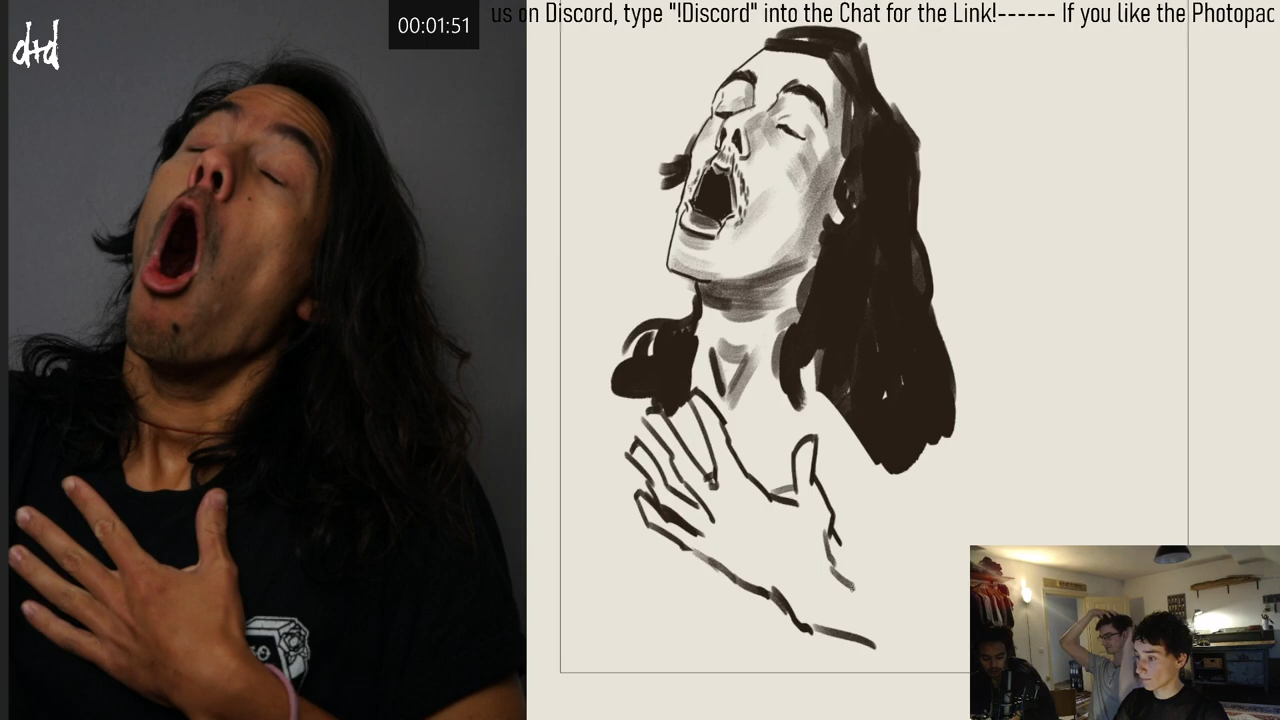 d+d
00:01:51
us on Discord, type "!Discord" into the Chat for the Link!------ If you like the Photopac